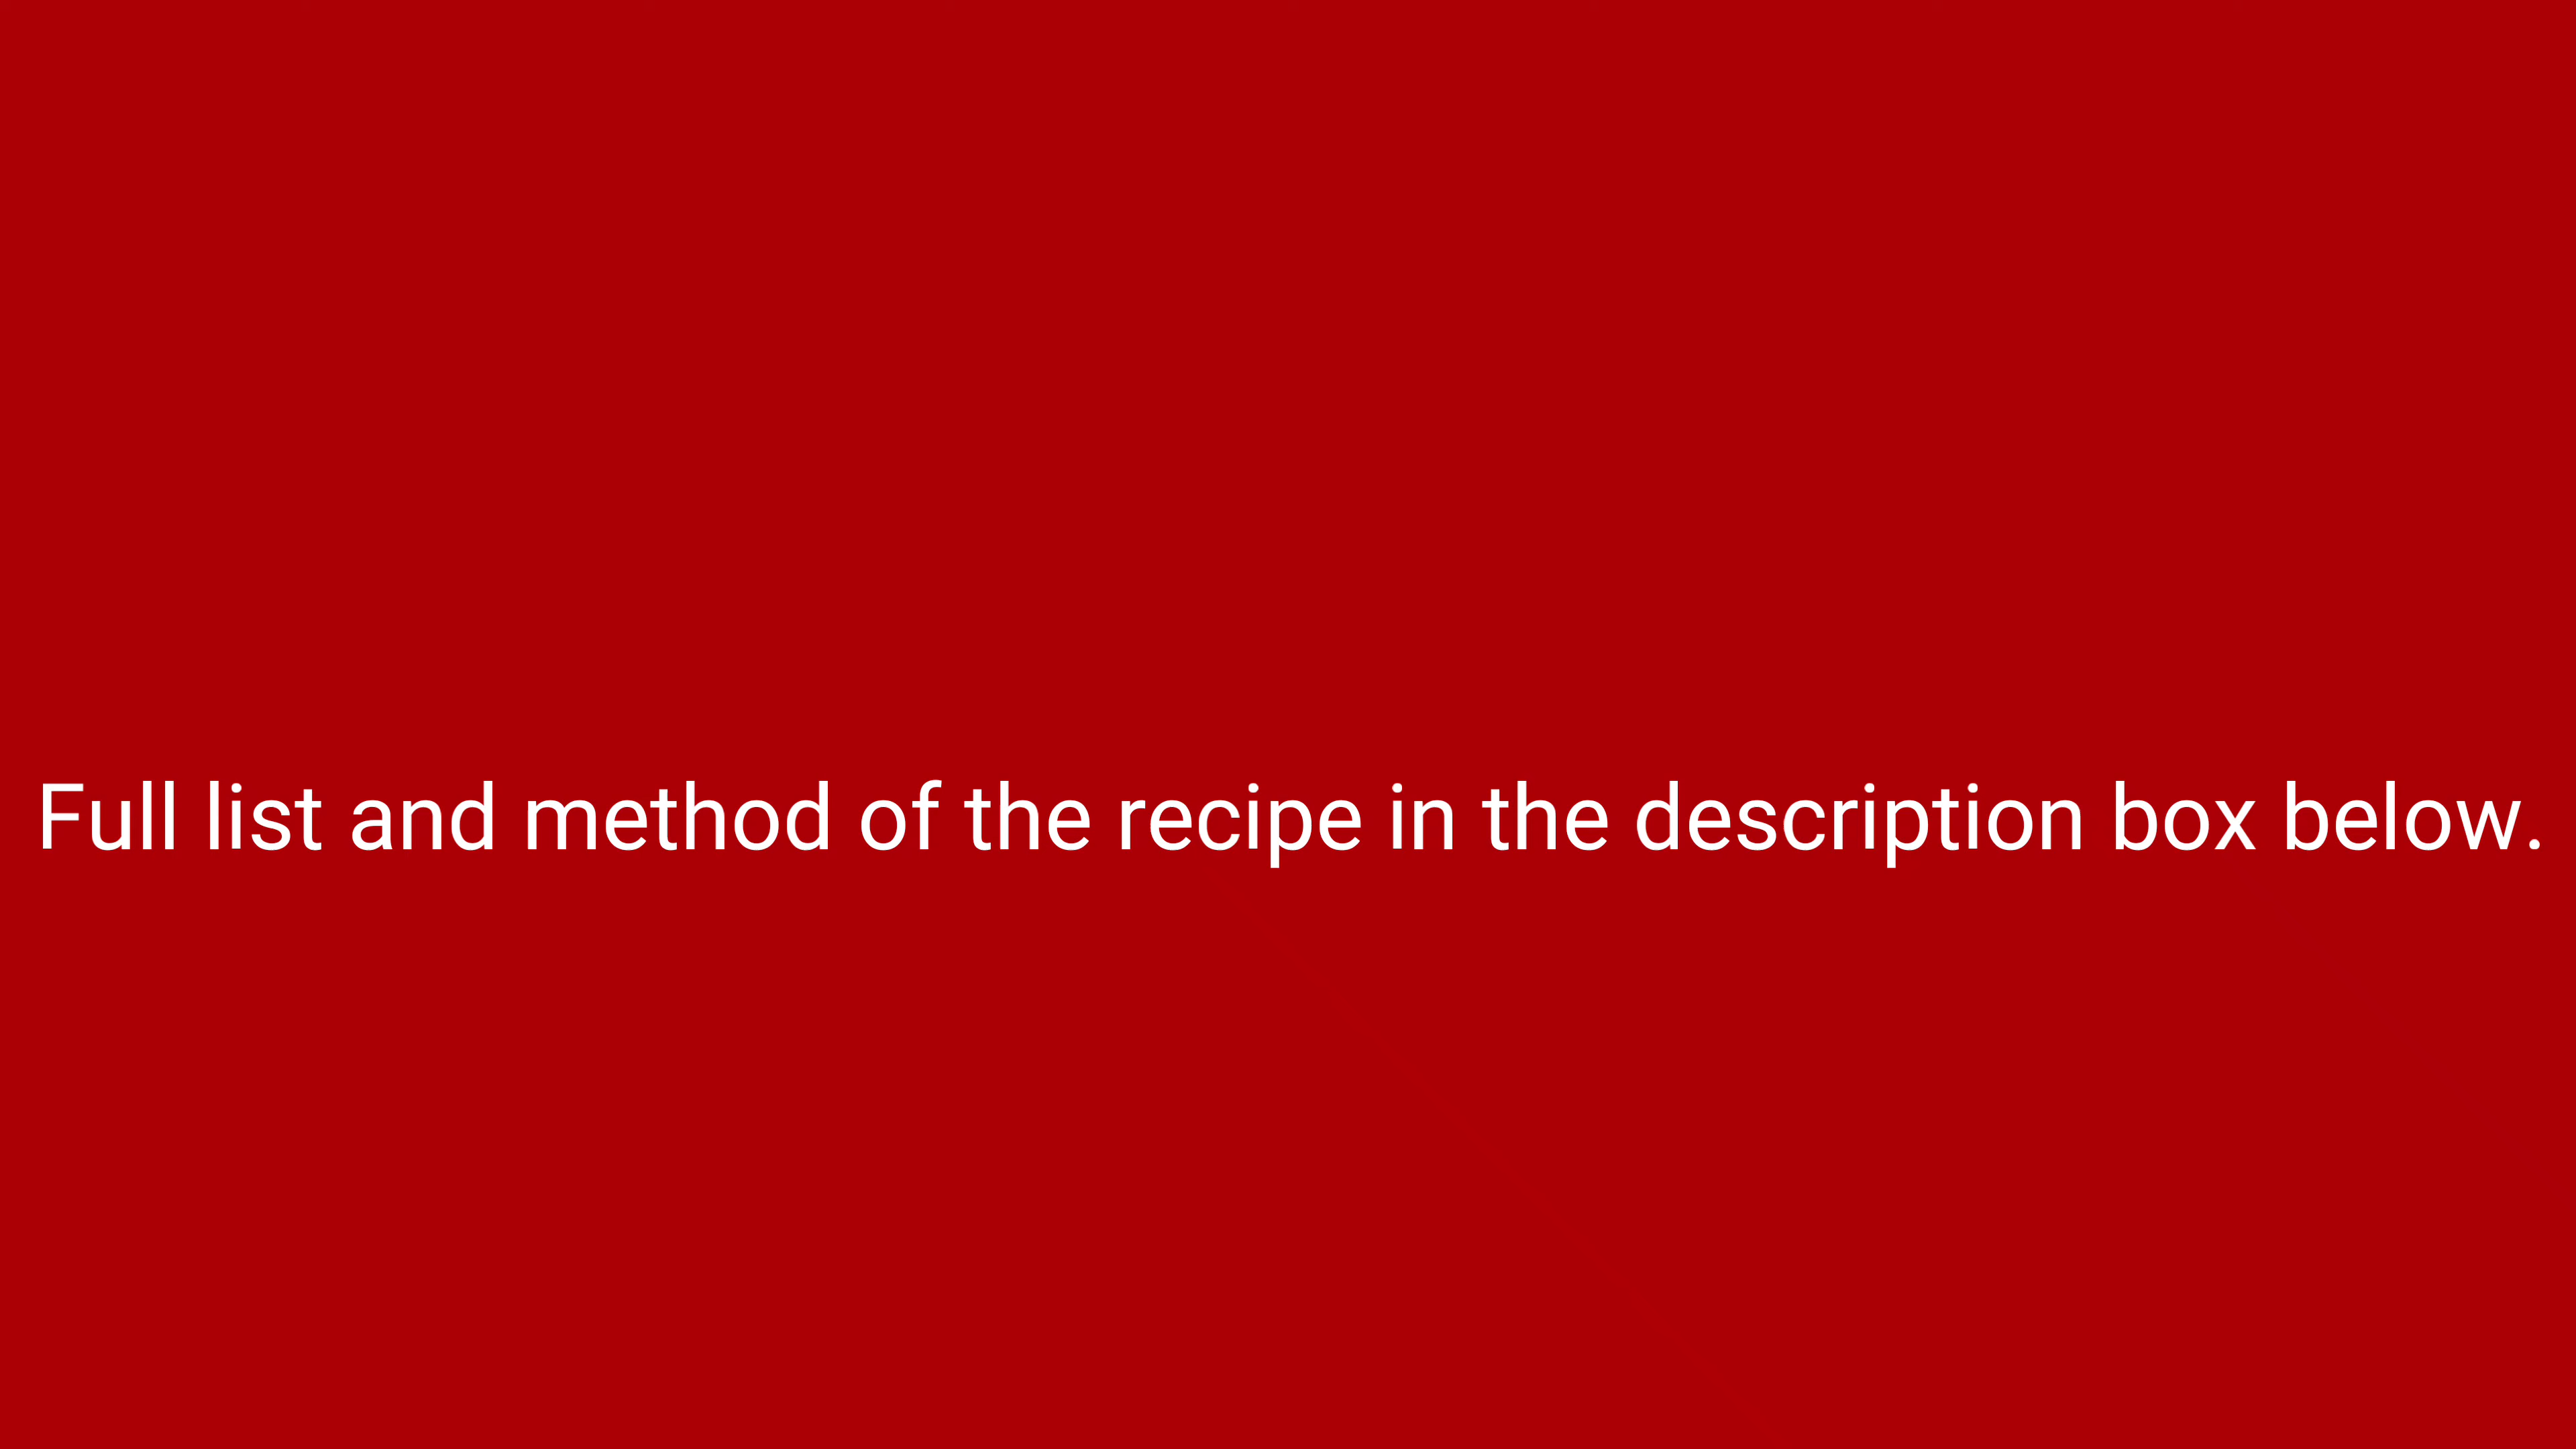 Full list and method of the recipe in the description box below.